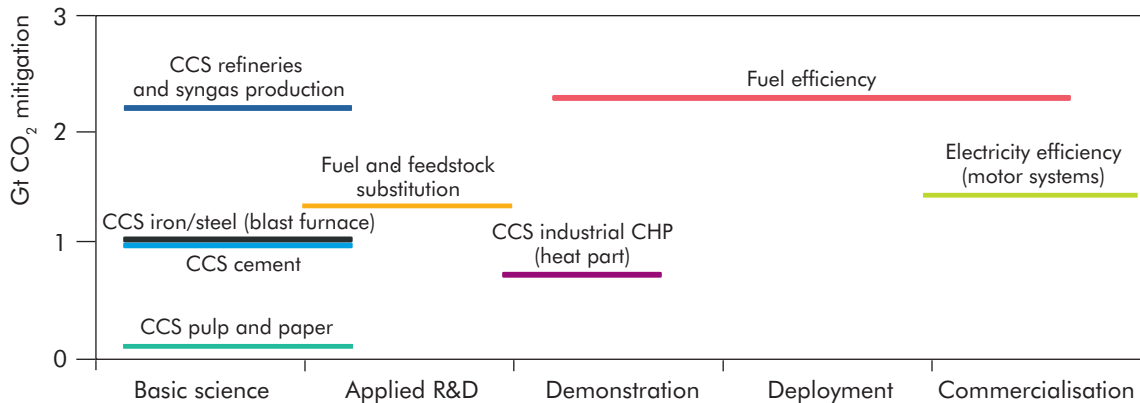 Gt CO₂ mitigation
3
2
1
0
CCS refineries
and syngas production
Fuel efficiency
Fuel and feedstock
substitution
Electricity efficiency
(motor systems)
CCS iron/steel (blast furnace)
CCS cement
CCS industrial CHP
(heat part)
CCS pulp and paper
Basic science
Applied R&D
Demonstration
Deployment
Commercialisation